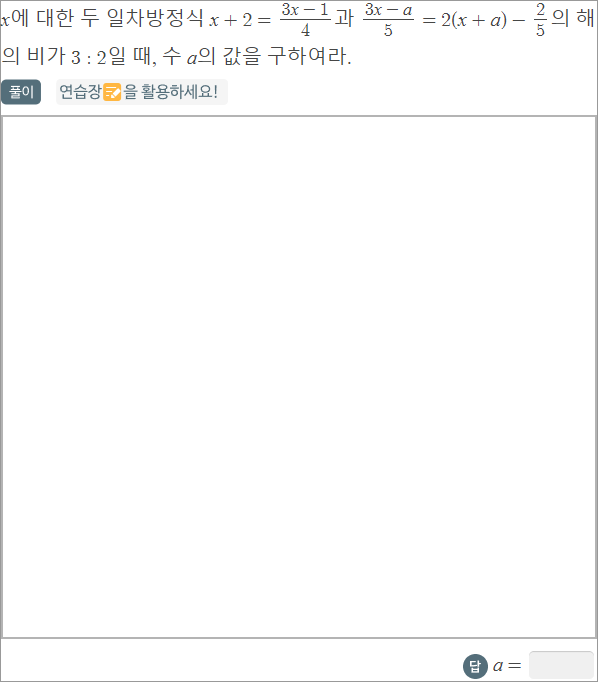 x에 대한 두 일차방정식 x + 2 = \frac{3x − 1}{4}과 \frac{3x − a}{5} = 2(x + a) − \frac{2}{5}의 해
의 비가 3 : 2일 때, 수 a의 값을 구하여라.
풀이 연습장을 활용하세요!
답 a =